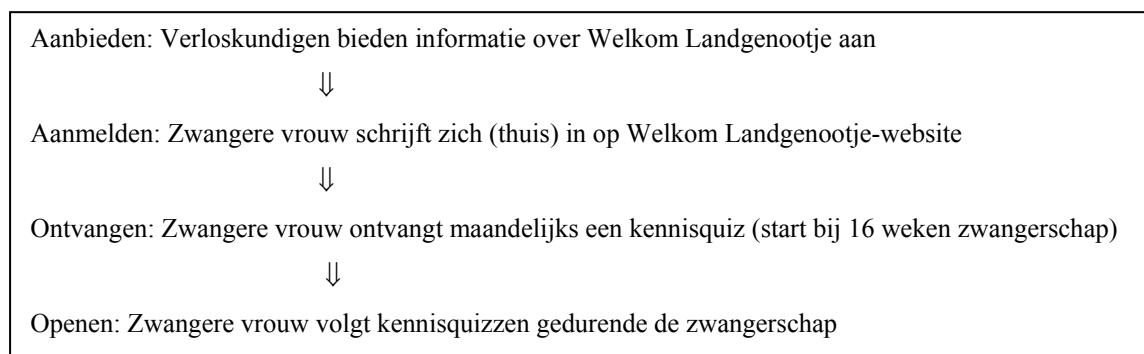 Aanbieden: Verloskundigen bieden informatie over Welkom Landgenootje aan
⇓
Aanmelden: Zwangere vrouw schrijft zich (thuis) in op Welkom Landgenootje-website
⇓
Ontvangen: Zwangere vrouw ontvangt maandelijks een kennisquiz (start bij 16 weken zwangerschap)
⇓
Openen: Zwangere vrouw volgt kennisquizzen gedurende de zwangerschap